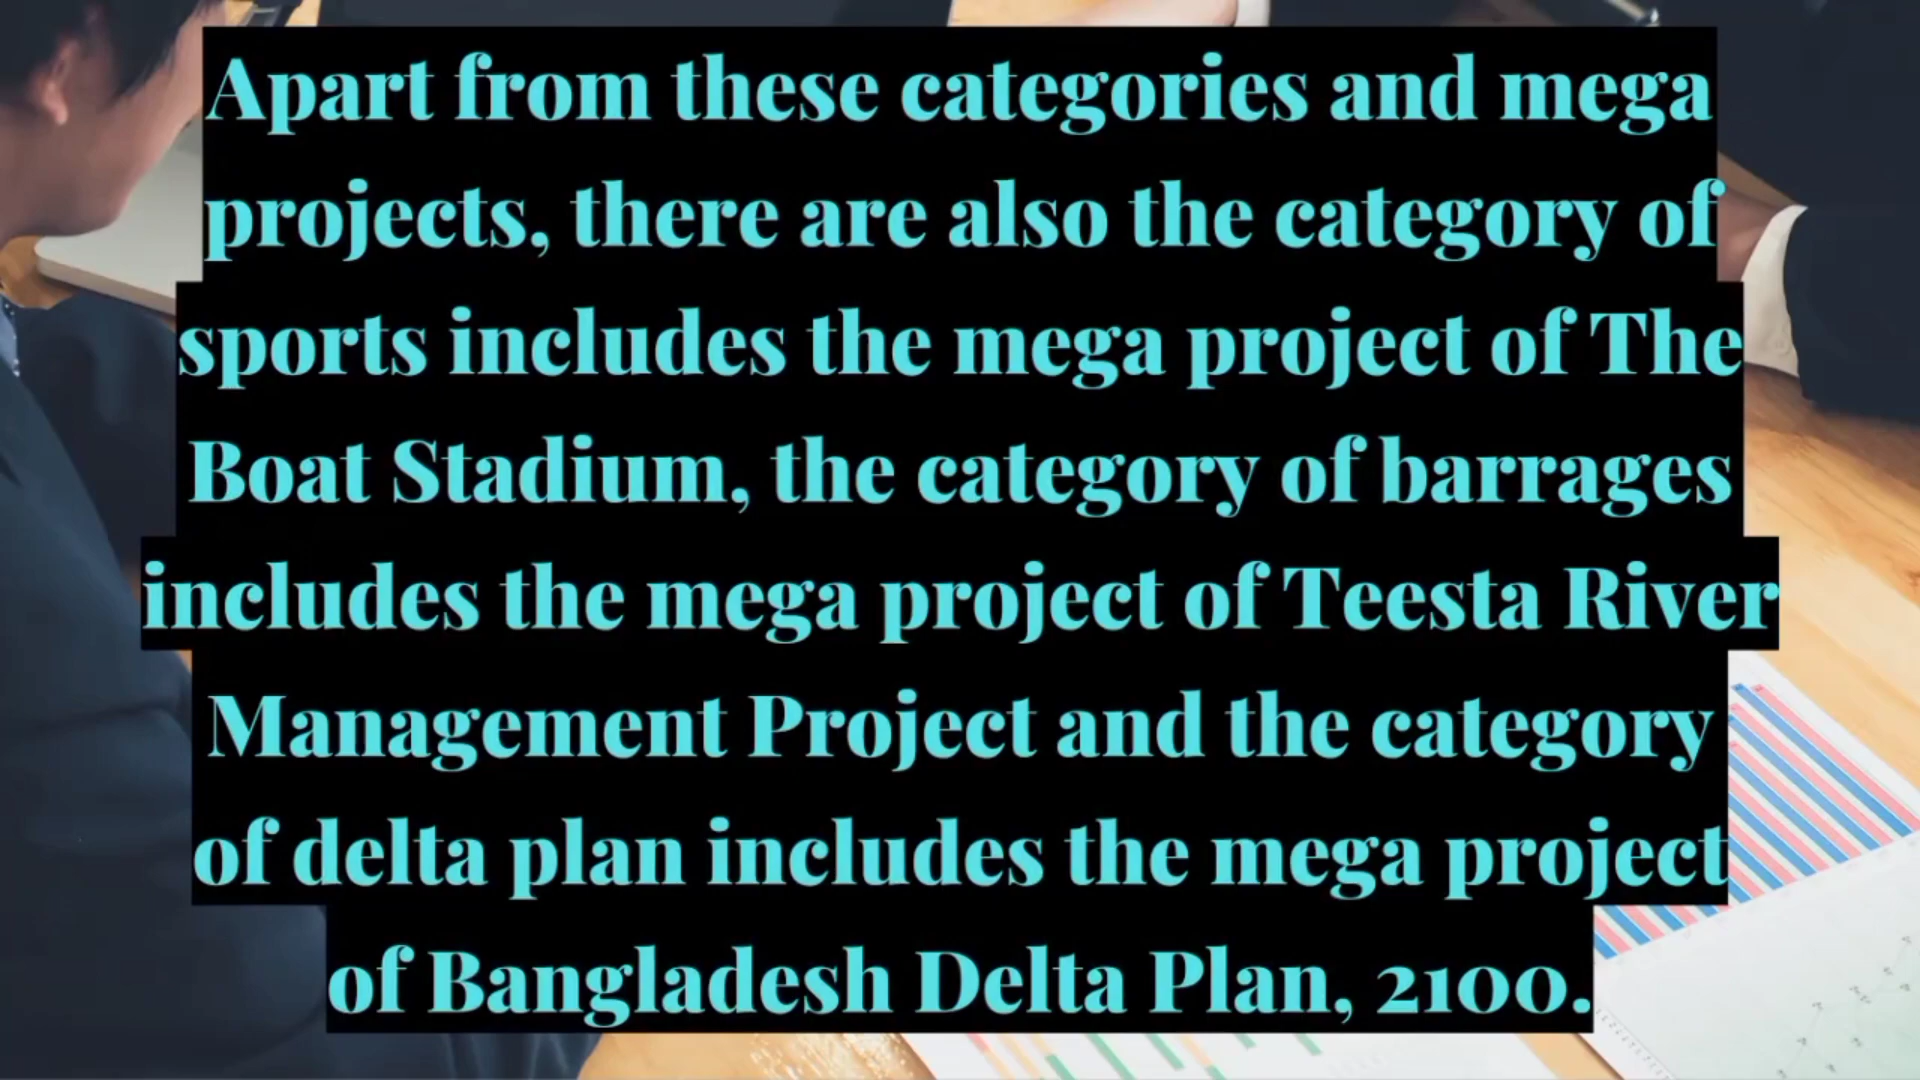 Apart from these categories and mega
projects, there are also the category of
sports includes the mega project of The
Boat Stadium, the category of barrages
includes the mega project of Teesta River
Management Project and the category
of delta plan includes the mega project
of Bangladesh Delta Plan, 2100.